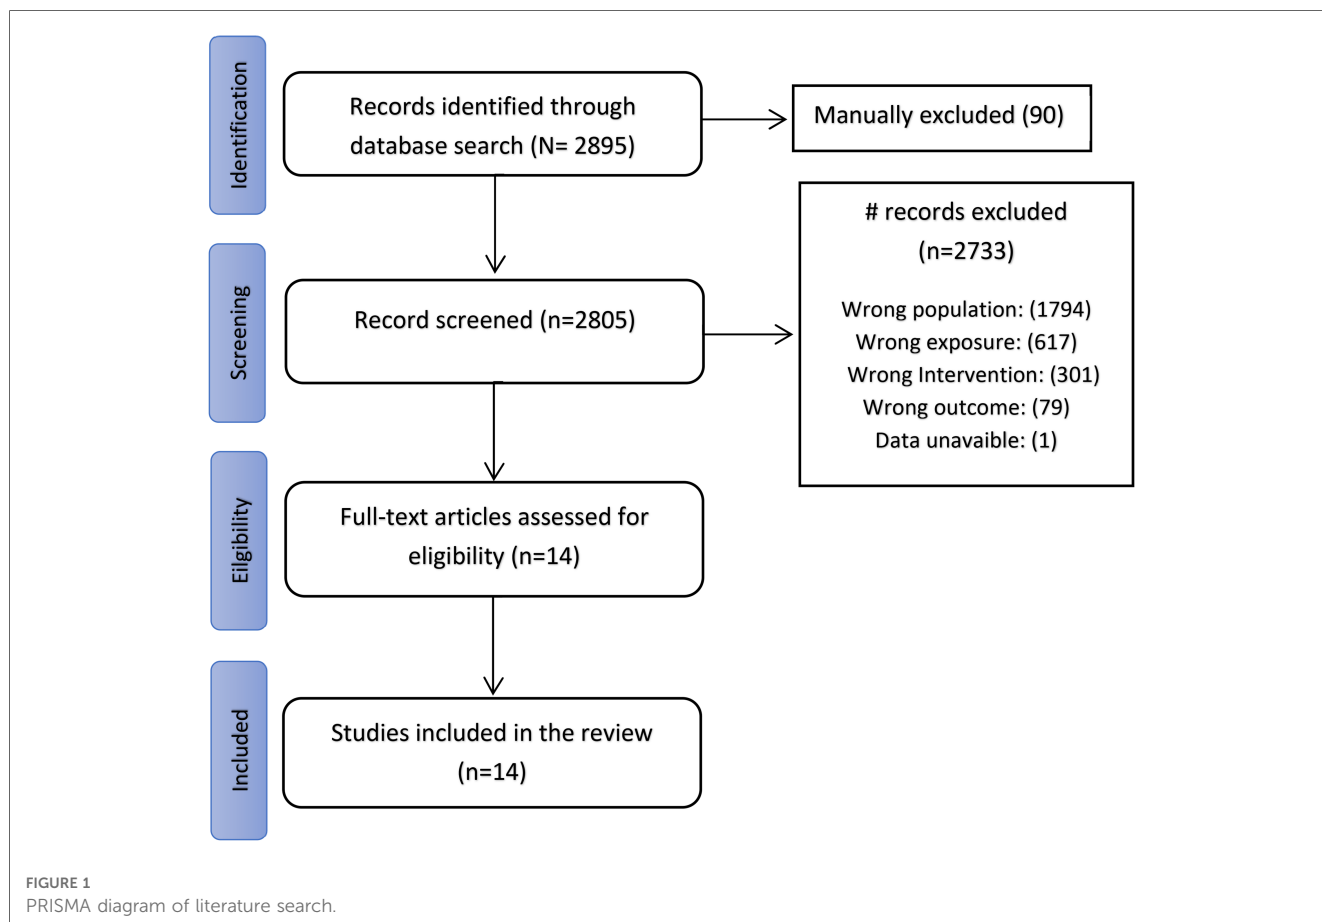 Identification
Records identified through
database search (N= 2895)
Manually excluded (90)
# records excluded
(n=2733)
Wrong population: (1794)
Wrong exposure: (617)
Wrong Intervention: (301)
Wrong outcome: (79)
Data unavaible: (1)
Screening
Record screened (n=2805)
Eilgibility
Full-text articles assessed for
eligibility (n=14)
Included
Studies included in the review
(n=14)
FIGURE 1
PRISMA diagram of literature search.